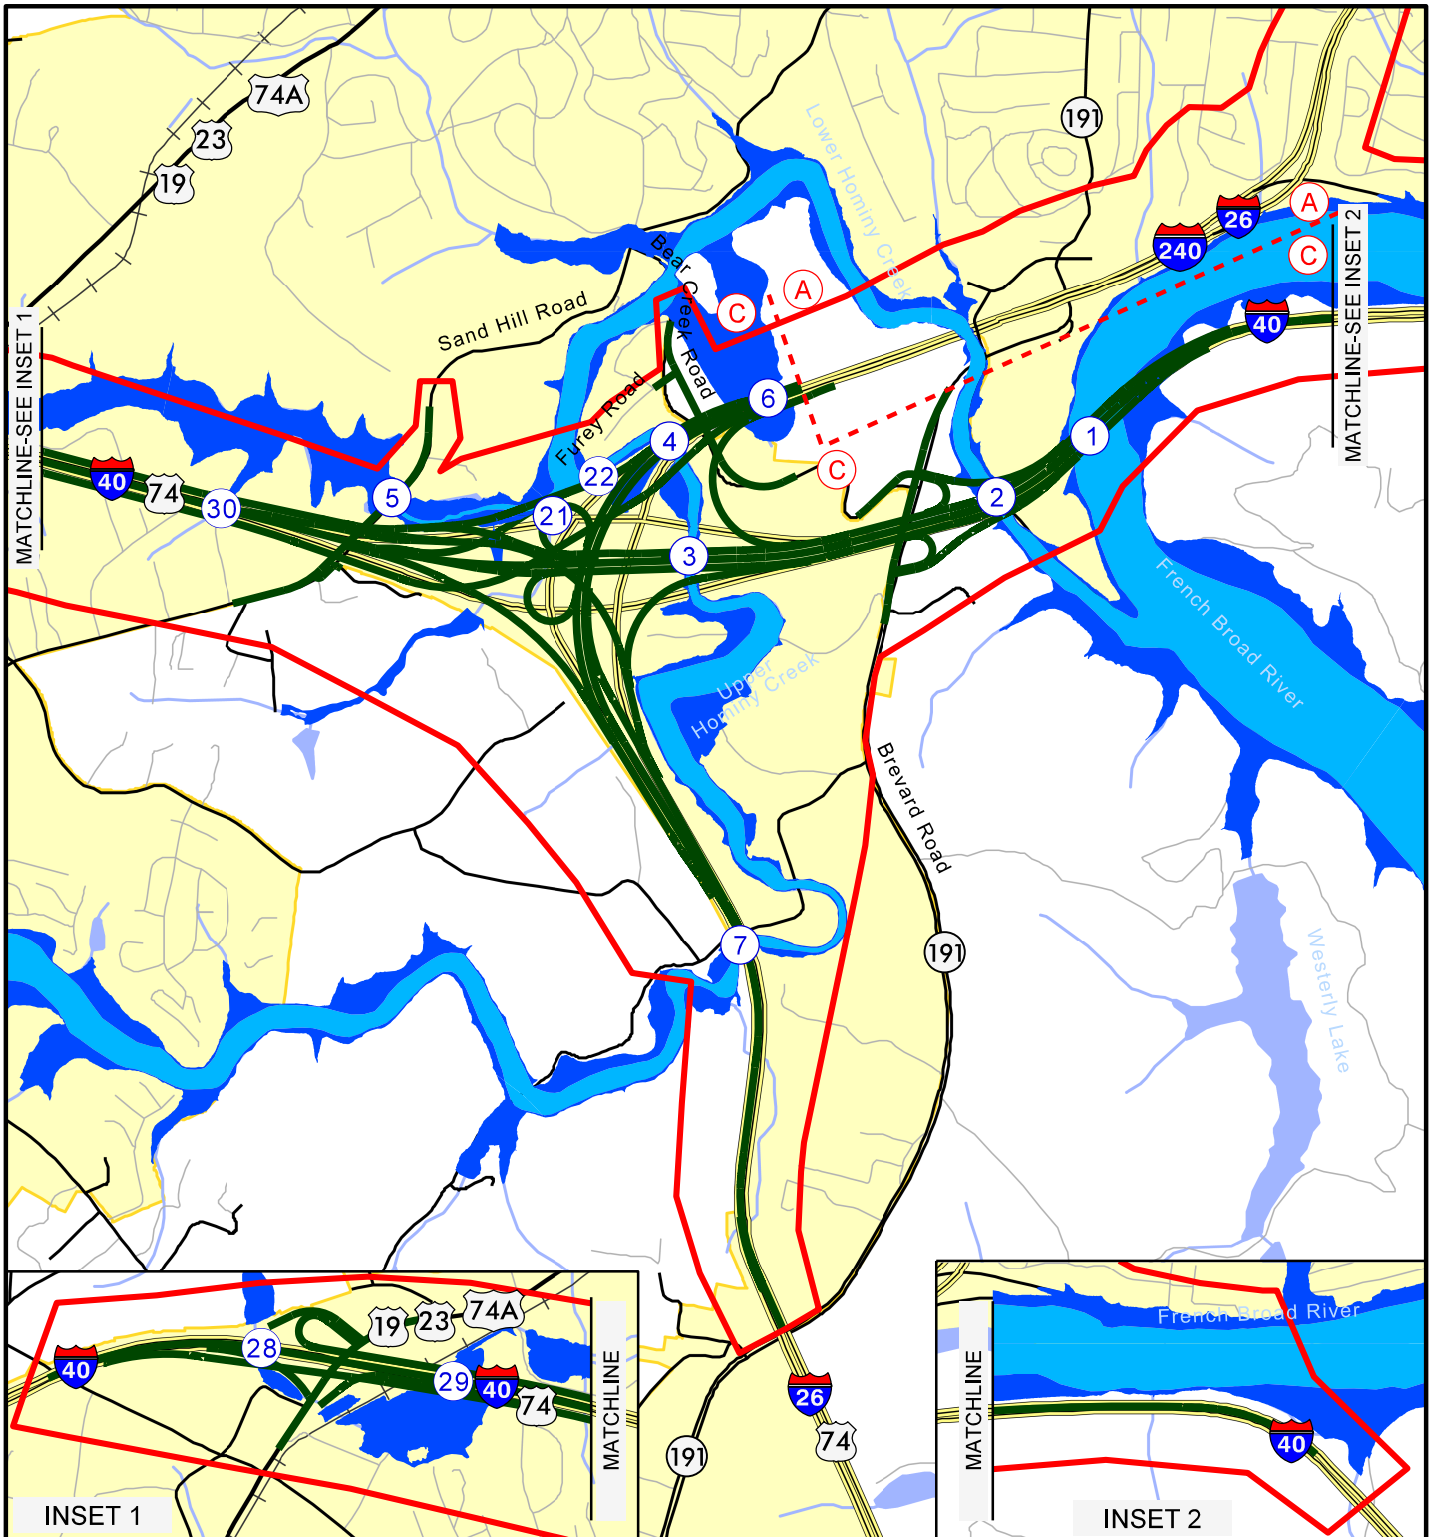 74A
23
19
191
Lower Hominy Creek
26
240
A
C
MATCHLINE-SEE INSET 2
40
Bear Creek Road
A
C
Sand Hill Road
MATCHLINE-SEE INSET 1
Furey Road
6
4
1
C
40
74
30
5
22
21
2
3
French Broad River
Upper
Hominy Creek
Brevard Road
7
191
Westerly Lake
28
19
23
74A
40
29
40
74
MATCHLINE
INSET 1
26
74
191
French Broad River
MATCHLINE
40
INSET 2